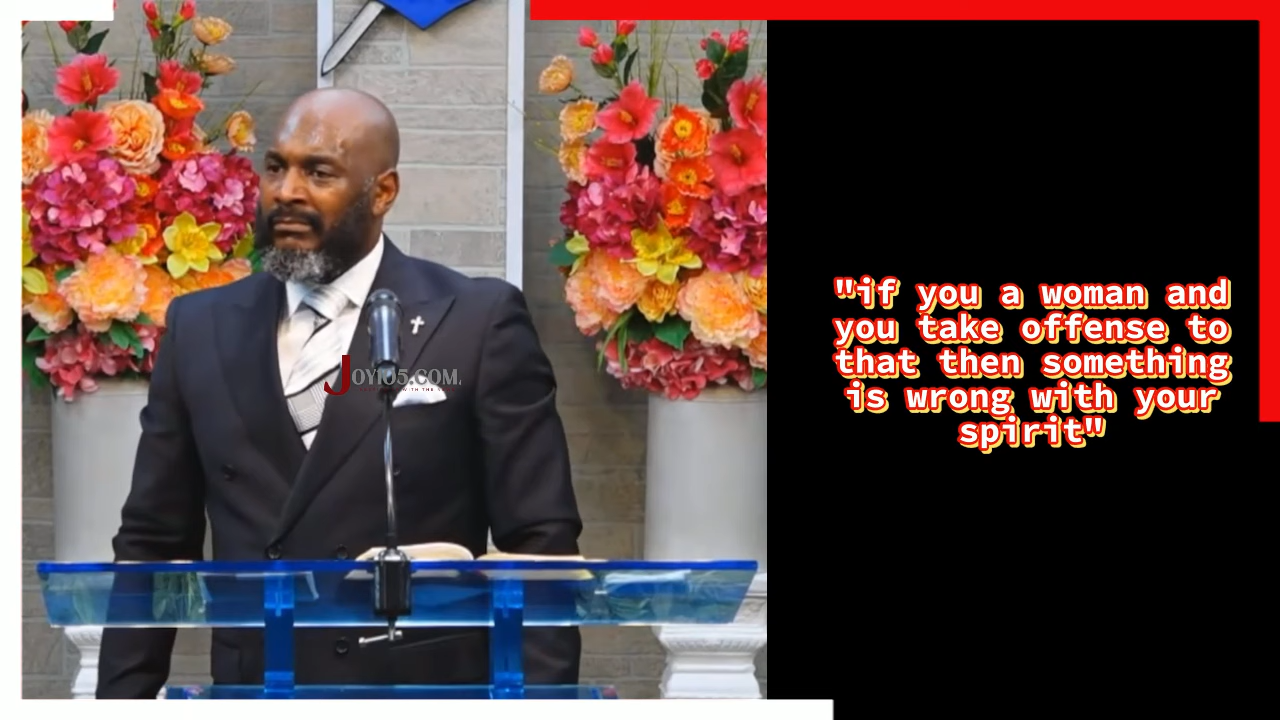 JOY105.COM
"if you a woman and
you take offense to
that then something
is wrong with your
spirit"